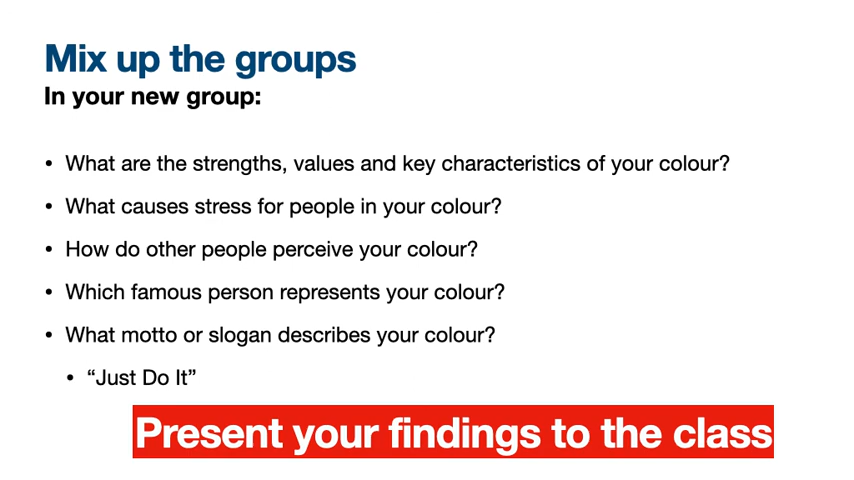 Mix up the groups
In your new group:
• What are the strengths, values and key characteristics of your colour?
• What causes stress for people in your colour?
• How do other people perceive your colour?
• Which famous person represents your colour?
• What motto or slogan describes your colour?
• “Just Do It”
Present your findings to the class